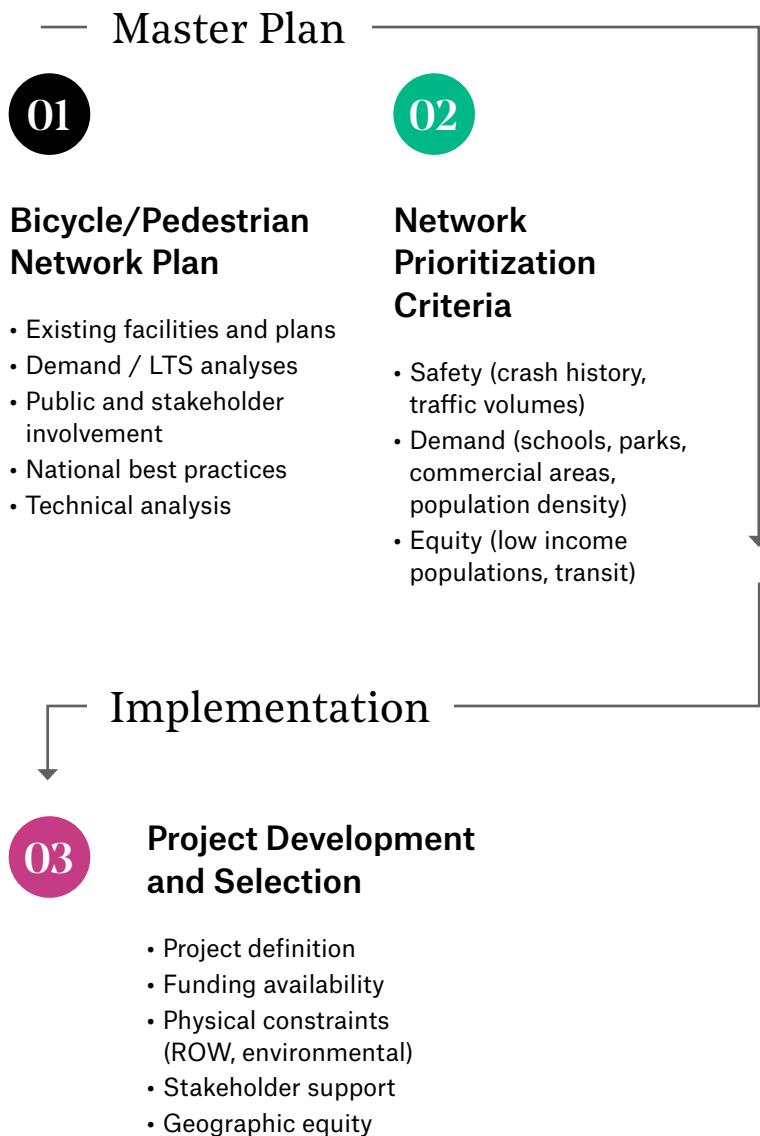 Master Plan
01
Bicycle/Pedestrian
Network Plan
• Existing facilities and plans
• Demand / LTS analyses
• Public and stakeholder
involvement
• National best practices
• Technical analysis
02
Network
Prioritization
Criteria
• Safety (crash history,
traffic volumes)
• Demand (schools, parks,
commercial areas,
population density)
• Equity (low income
populations, transit)
Implementation
03
Project Development
and Selection
• Project definition
• Funding availability
• Physical constraints
(ROW, environmental)
• Stakeholder support
• Geographic equity